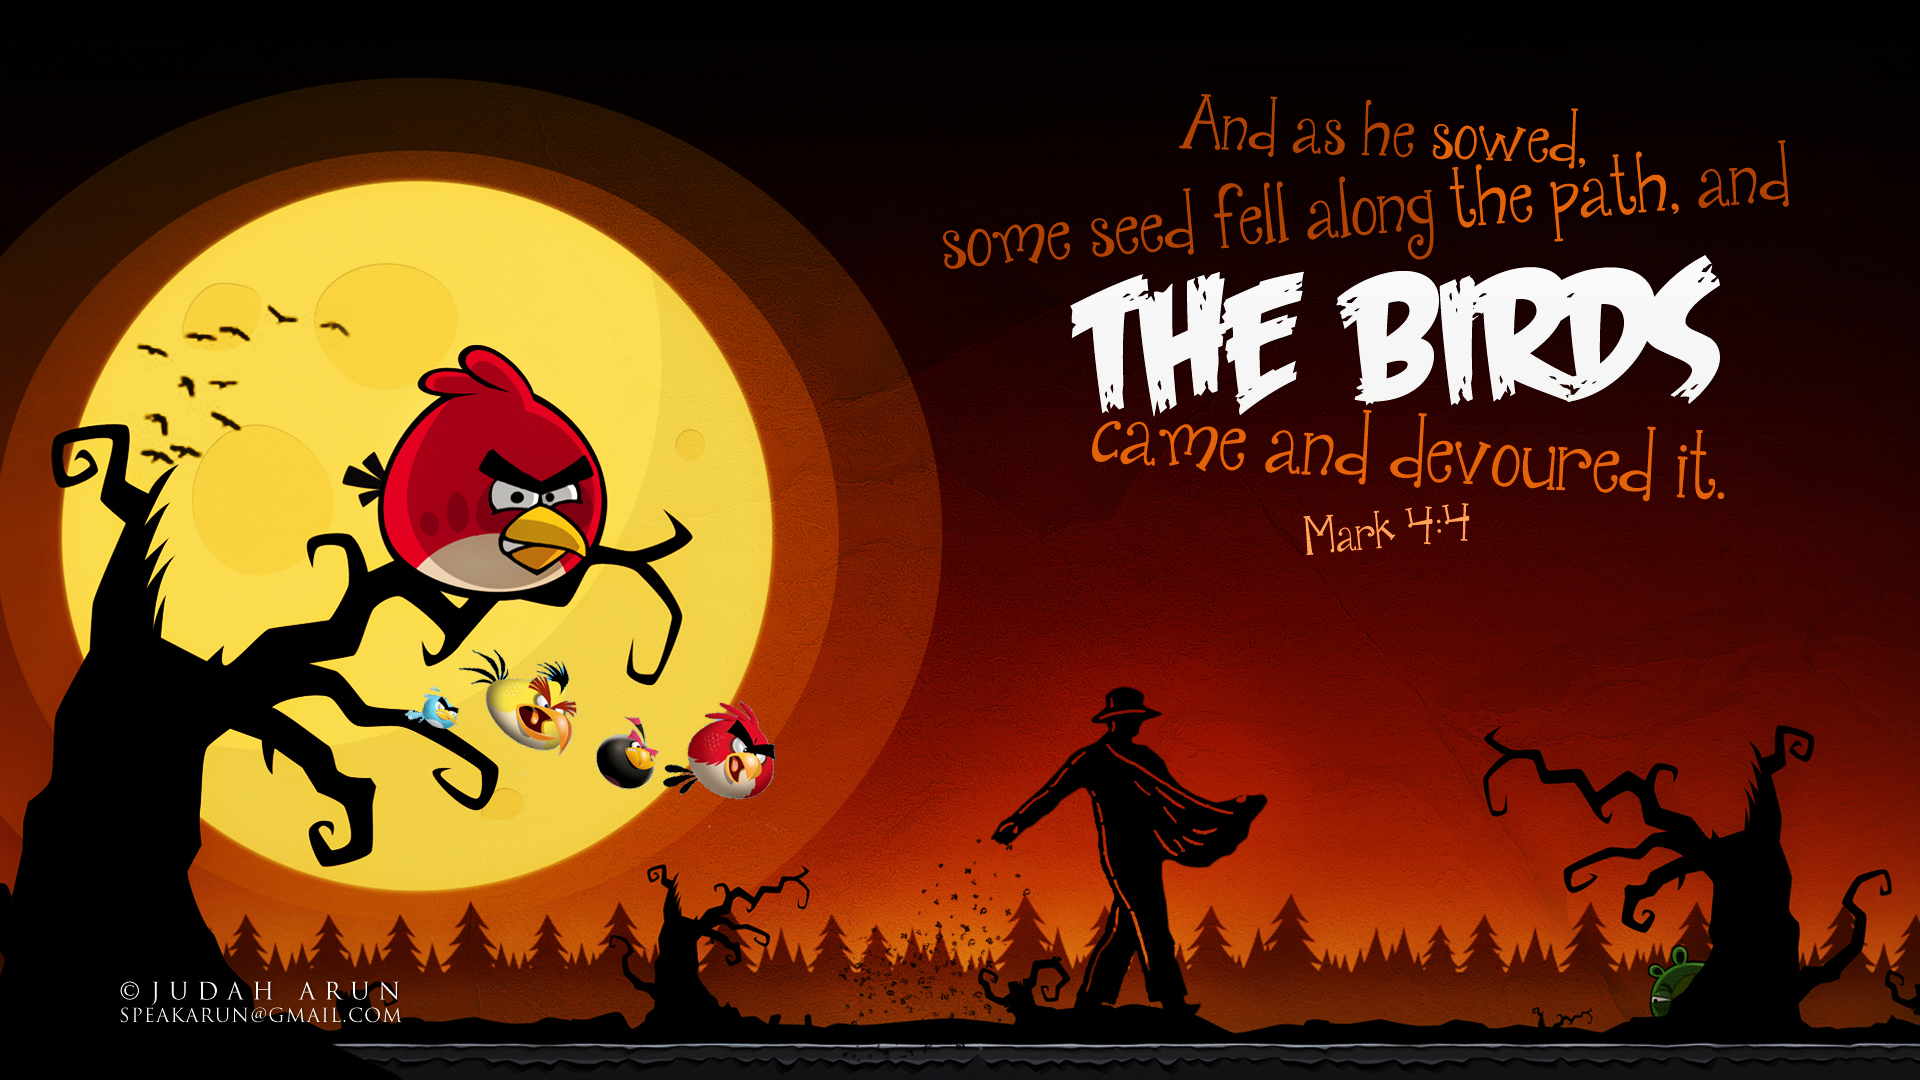 And as he sowed,
some seed fell along the path, and
THE BIRDS
came and devoured it.
Mark 4:4
© JUDAH ARUN
SPEAKARUN@GMAIL.COM